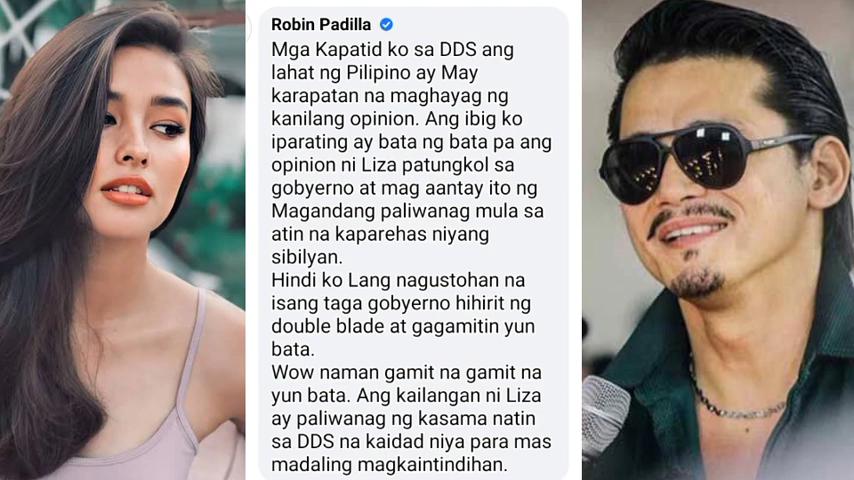 Robin Padilla
Mga Kapatid ko sa DDS ang
lahat ng Pilipino ay May
karapatan na maghayag ng
kanilang opinion. Ang ibig ko
iparating ay bata ng bata pa ang
opinion ni Liza patungkol sa
gobyerno at mag aantay ito ng
Magandang paliwanag mula sa
atin na kaparehas niyang
sibilyan.
Hindi ko Lang nagustohan na
isang taga gobyerno hihirit ng
double blade at gagamitin yun
bata.
Wow naman gamit na gamit na
yun bata. Ang kailangan ni Liza
ay paliwanag ng kasama natin
sa DDS na kaidad niya para mas
madaling magkaintindihan.